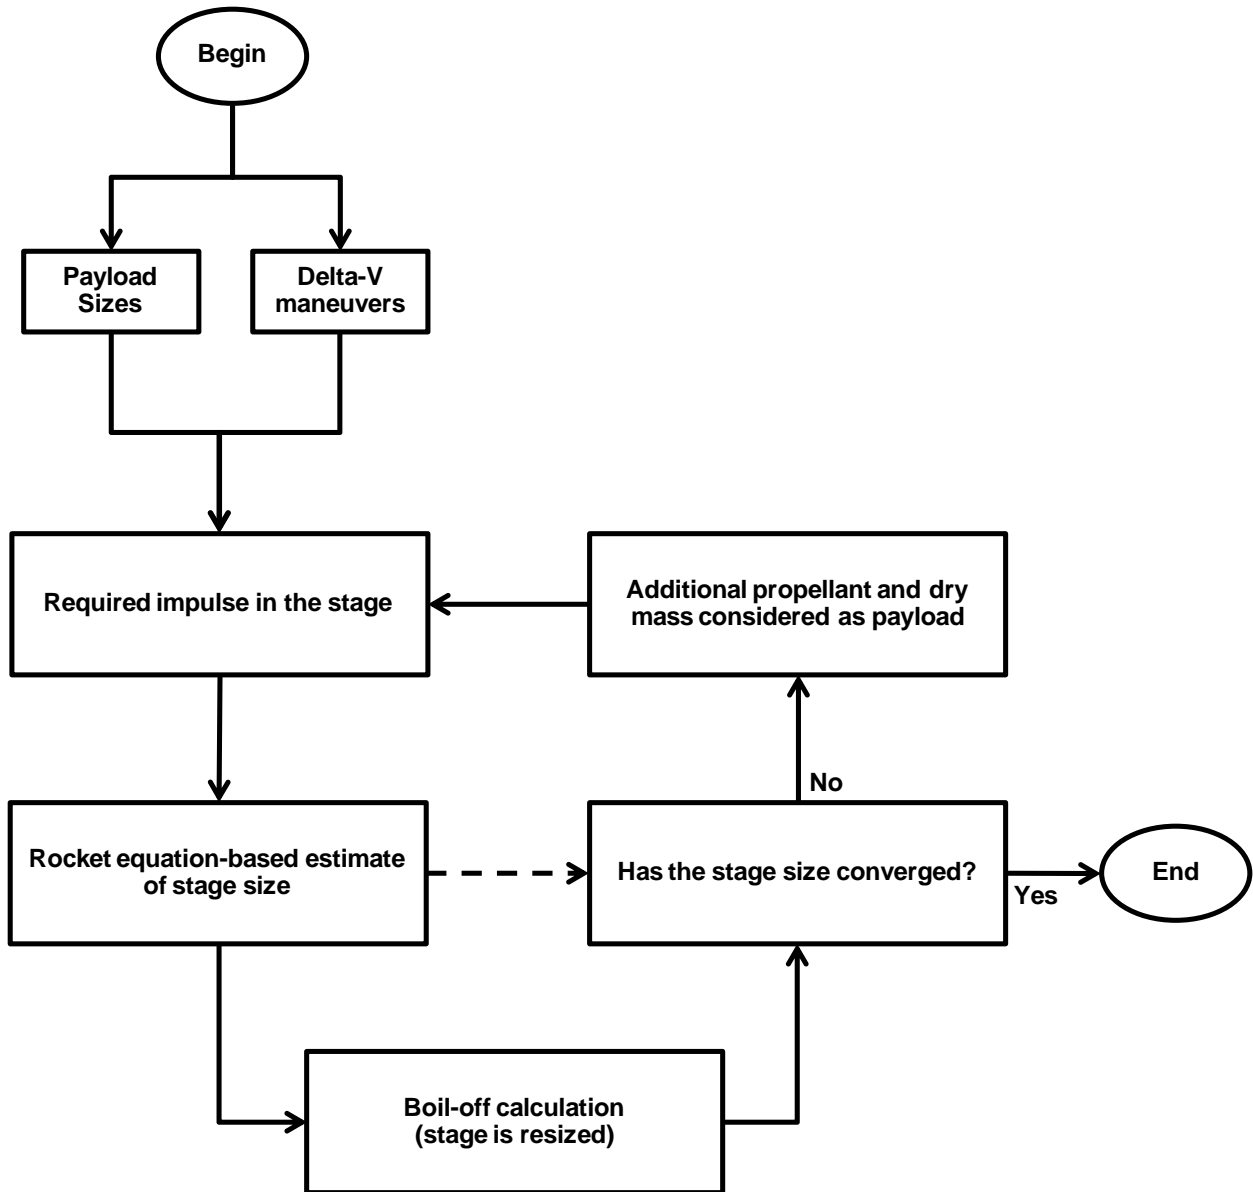 Begin
Payload
Sizes
Delta-V
maneuvers
Required impulse in the stage
Additional propellant and dry
mass considered as payload
No
Rocket equation-based estimate
of stage size
Has the stage size converged?
Yes
End
Boil-off calculation
(stage is resized)